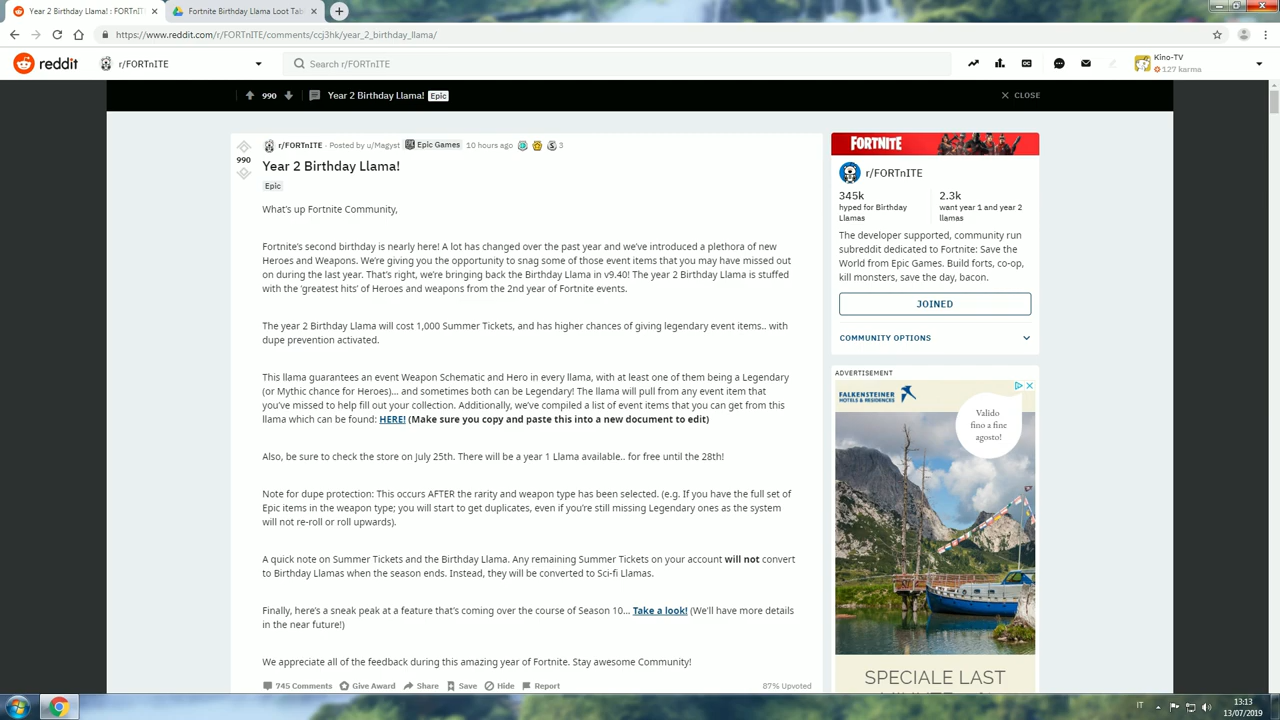 Year 2 Birthday Llama! : FORTnIT
Fortnite Birthday Llama Loot Tab
https://www.reddit.com/r/FORTnITE/comments/ccj3hk/year_2_birthday_llama/
reddit
r/FORTnITE
Search r/FORTnITE
Kino-TV
127 karma
990
Year 2 Birthday Llama!
Epic
CLOSE
r/FORTnITE · Posted by u/Magyst Epic Games 10 hours ago 3
990
Year 2 Birthday Llama!
Epic
What's up Fortnite Community,
Fortnite's second birthday is nearly here! A lot has changed over the past year and we've introduced a plethora of new
Heroes and Weapons. We're giving you the opportunity to snag some of those event items that you may have missed out
on during the last year. That's right, we're bringing back the Birthday Llama in v9.40! The year 2 Birthday Llama is stuffed
with the 'greatest hits' of Heroes and weapons from the 2nd year of Fortnite events.
The year 2 Birthday Llama will cost 1,000 Summer Tickets, and has higher chances of giving legendary event items.. with
dupe prevention activated.
This llama guarantees an event Weapon Schematic and Hero in every llama, with at least one of them being a Legendary
(or Mythic chance for Heroes)... and sometimes both can be Legendary! The llama will pull from any event item that
you've missed to help fill out your collection. Additionally, we've compiled a list of event items that you can get from this
llama which can be found: HERE! (Make sure you copy and paste this into a new document to edit)
Also, be sure to check the store on July 25th. There will be a year 1 Llama available.. for free until the 28th!
Note for dupe protection: This occurs AFTER the rarity and weapon type has been selected. (e.g. If you have the full set of
Epic items in the weapon type; you will start to get duplicates, even if you're still missing Legendary ones as the system
will not re-roll or roll upwards).
A quick note on Summer Tickets and the Birthday Llama. Any remaining Summer Tickets on your account will not convert
to Birthday Llamas when the season ends. Instead, they will be converted to Sci-fi Llamas.
Finally, here's a sneak peak at a feature that's coming over the course of Season 10... Take a look! (We'll have more details
in the near future!)
We appreciate all of the feedback during this amazing year of Fortnite. Stay awesome Community!
745 Comments Give Award Share Save Hide Report 87% Upvoted
FORTNITE
r/FORTnITE
345k 2.3k
hyped for Birthday
Llamas
want year 1 and year 2
llamas
The developer supported, community run
subreddit dedicated to Fortnite: Save the
World from Epic Games. Build forts, co-op,
kill monsters, save the day, bacon.
JOINED
COMMUNITY OPTIONS
ADVERTISEMENT
FALKENSTEINER
HOTELS & RESIDENCES
Valido
fino a fine
agosto!
SPECIALE LAST
IT
13:13
13/07/2019